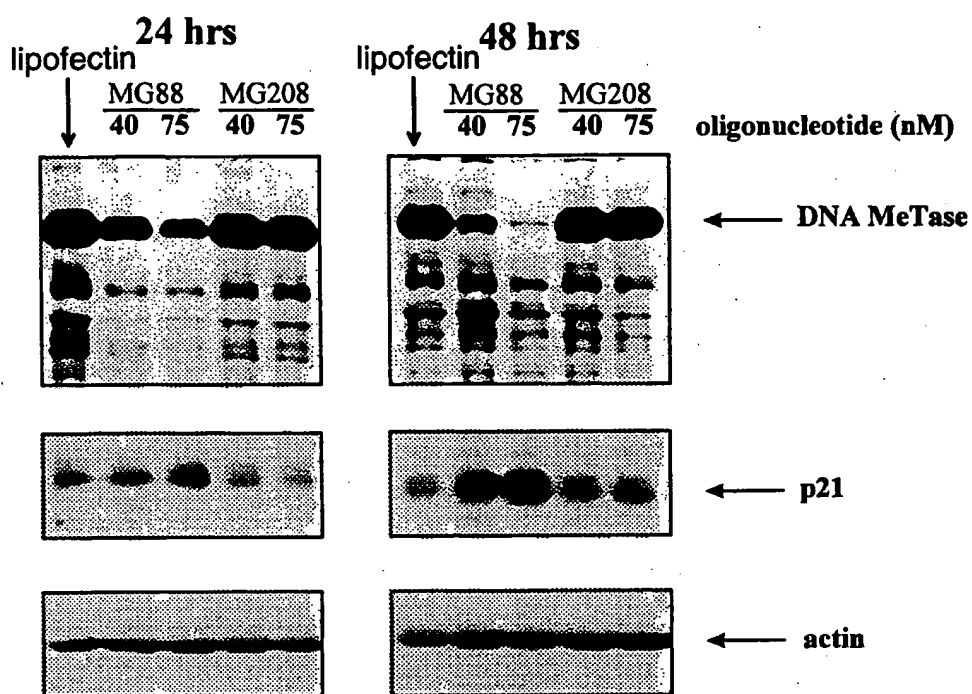 24 hrs
48 hrs
lipofectin
lipofectin
MG88 MG208
MG88 MG208
40 75 40 75
40 75 40 75
oligonucleotide (nM)
DNA MeTase
p21
actin